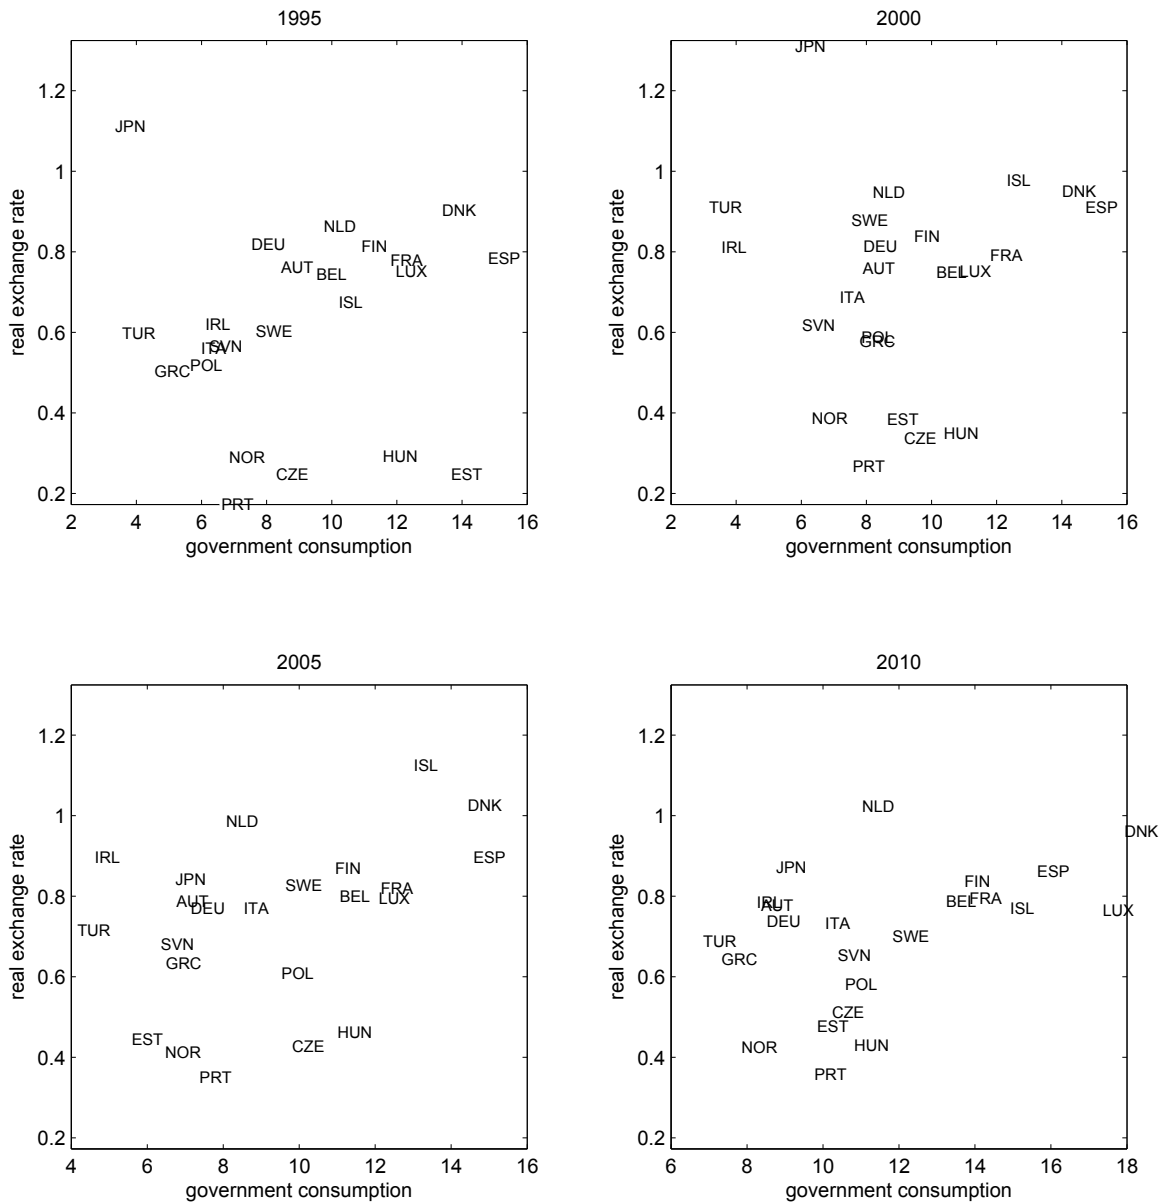 1995
real exchange rate
1.2
1
0.8
0.6
0.4
0.2
JPN
DNK
NLD
DEU
FIN
ESP
FRA
AUT
LUX
BEL
ISL
IRL
SWE
TUR
SVN
ITA
POL
GRC
NOR
HUN
CZE
EST
PRT
2 4 6 8 10 12 14 16
government consumption
2000
real exchange rate
1.2
1
0.8
0.6
0.4
0.2
JPN
ISL
DNK
NLD
TUR
ESP
SWE
FIN
IRL
DEU
FRA
AUT
BEL
LUX
ITA
SVN
POL
GRC
NOR
EST
HUN
CZE
PRT
2 4 6 8 10 12 14 16
government consumption
2005
real exchange rate
1.2
1
0.8
0.6
0.4
0.2
ISL
DNK
NLD
IRL
ESP
FIN
JPN
SWE
FRA
BEL
LUX
AUT
DEU
ITA
TUR
SVN
GRC
POL
HUN
EST
CZE
NOR
PRT
4 6 8 10 12 14 16
government consumption
2010
real exchange rate
1.2
1
0.8
0.6
0.4
0.2
NLD
DNK
JPN
ESP
FIN
FRA
BEL
IRL
AUT
ISL
LUX
DEU
ITA
SWE
TUR
SVN
GRC
POL
CZE
EST
HUN
NOR
PRT
6 8 10 12 14 16 18
government consumption